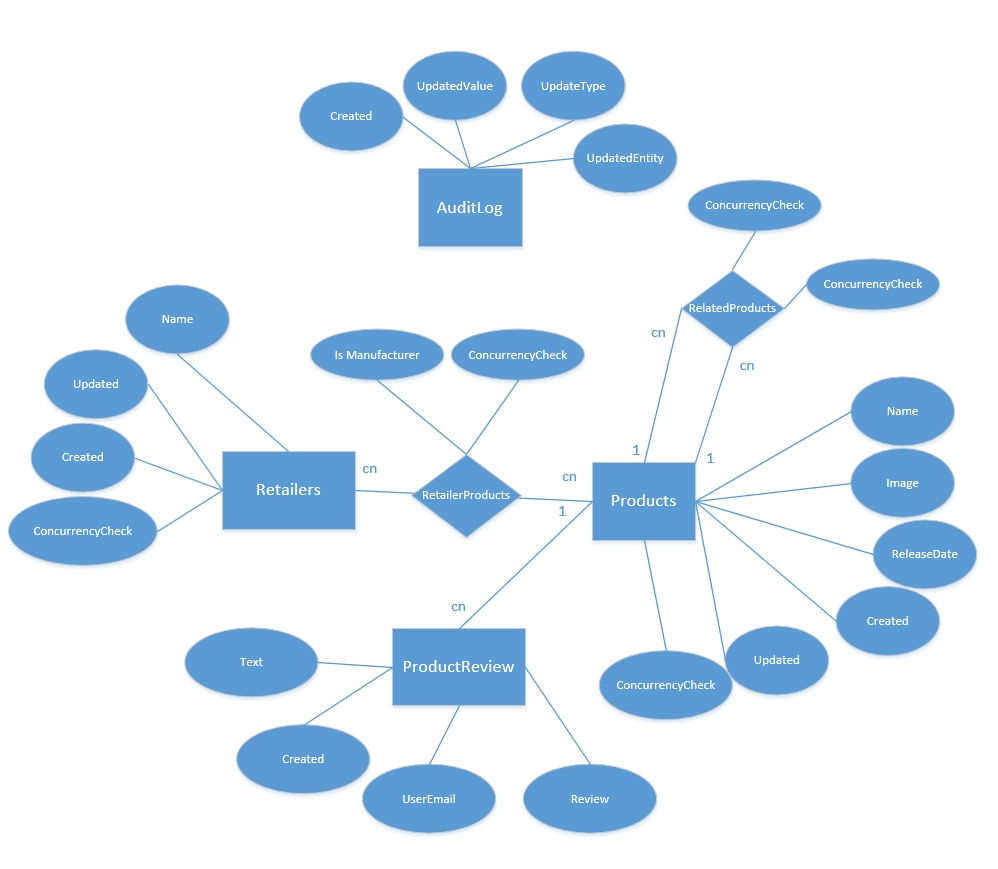 UpdatedValue
UpdateType
Created
UpdatedEntity
AuditLog
ConcurrencyCheck
ConcurrencyCheck
RelatedProducts
Name
cn
Is Manufacturer
ConcurrencyCheck
cn
Updated
Name
Created
1
1
cn
cn
Image
Retailers
RetailerProducts
Products
1
ConcurrencyCheck
ReleaseDate
cn
Created
Text
ProductReview
Updated
ConcurrencyCheck
Created
UserEmail
Review